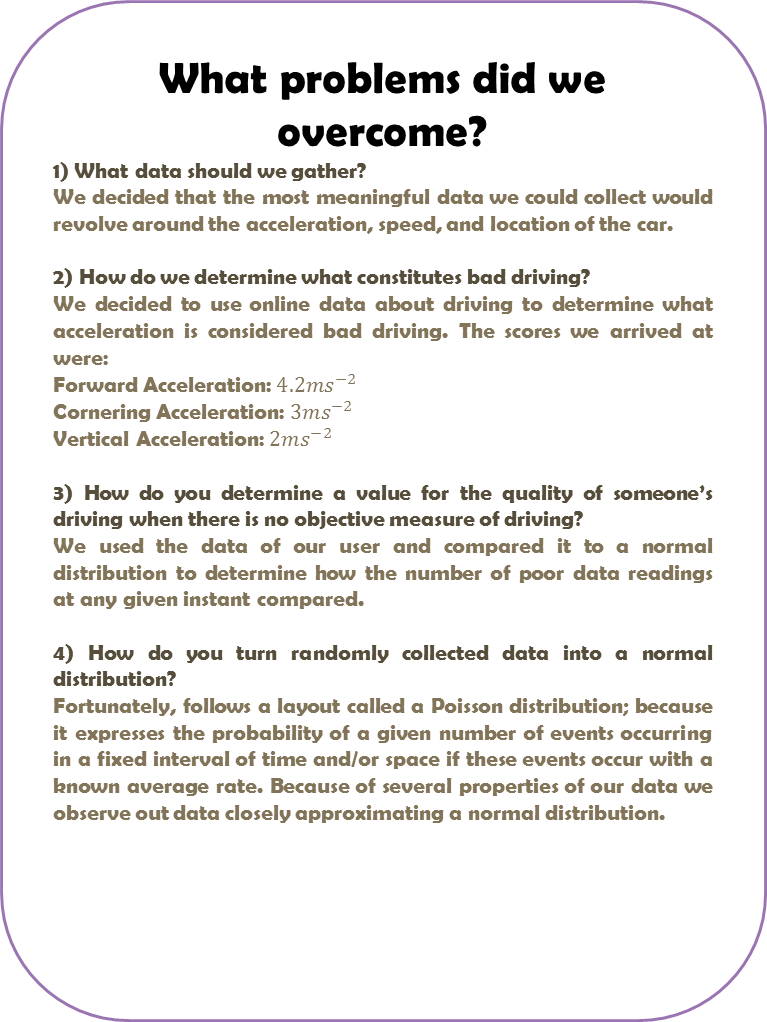 What problems did we
overcome?
1) What data should we gather?
We decided that the most meaningful data we could collect would
revolve around the acceleration, speed, and location of the car.
2) How do we determine what constitutes bad driving?
We decided to use online data about driving to determine what
acceleration is considered bad driving. The scores we arrived at
were:
Forward Acceleration: 4.2ms⁻²
Cornering Acceleration: 3ms⁻²
Vertical Acceleration: 2ms⁻²
3) How do you determine a value for the quality of someone’s
driving when there is no objective measure of driving?
We used the data of our user and compared it to a normal
distribution to determine how the number of poor data readings
at any given instant compared.
4) How do you turn randomly collected data into a normal
distribution?
Fortunately, follows a layout called a Poisson distribution; because
it expresses the probability of a given number of events occurring
in a fixed interval of time and/or space if these events occur with a
known average rate. Because of several properties of our data we
observe out data closely approximating a normal distribution.